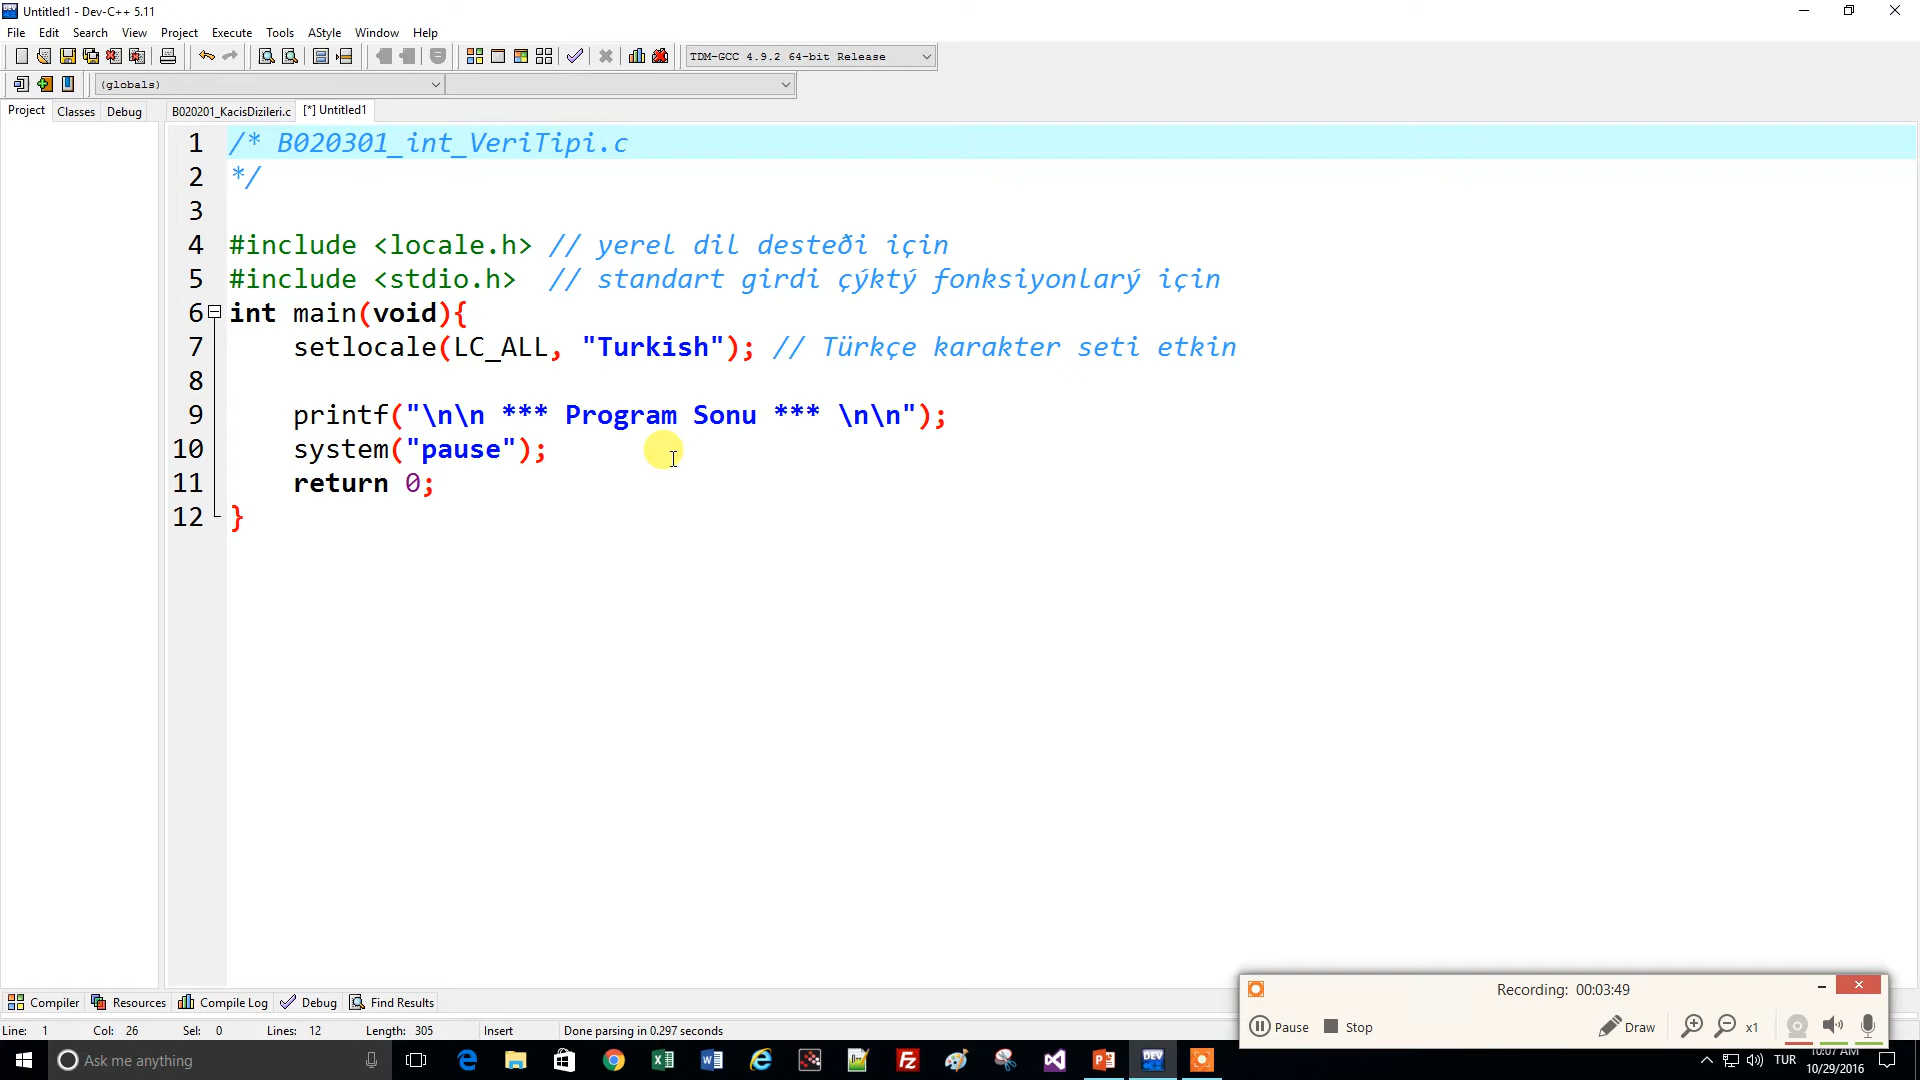 Untitled1 - Dev-C++ 5.11
File Edit Search View Project Execute Tools AStyle Window Help
TDM-GCC 4.9.2 64-bit Release
(globals)
Project Classes Debug B020201_KacisDizileri.c [*] Untitled1
1 /* B020301_int_VeriTipi.c
2 */
3
4 #include <locale.h> // yerel dil desteði için
5 #include <stdio.h> // standart girdi çýktý fonksiyonlarý için
6 int main(void){
7 setlocale(LC_ALL, "Turkish"); // Türkçe karakter seti etkin
8
9 printf("\n\n *** Program Sonu *** \n\n");
10 system("pause");
11 return 0;
12 }
Compiler Resources Compile Log Debug Find Results
Line: 1 Col: 26 Sel: 0 Lines: 12 Length: 305 Insert Done parsing in 0.297 seconds
Recording: 00:03:49
Pause Stop Draw x1
Ask me anything
TUR
10:07 AM
10/29/2016